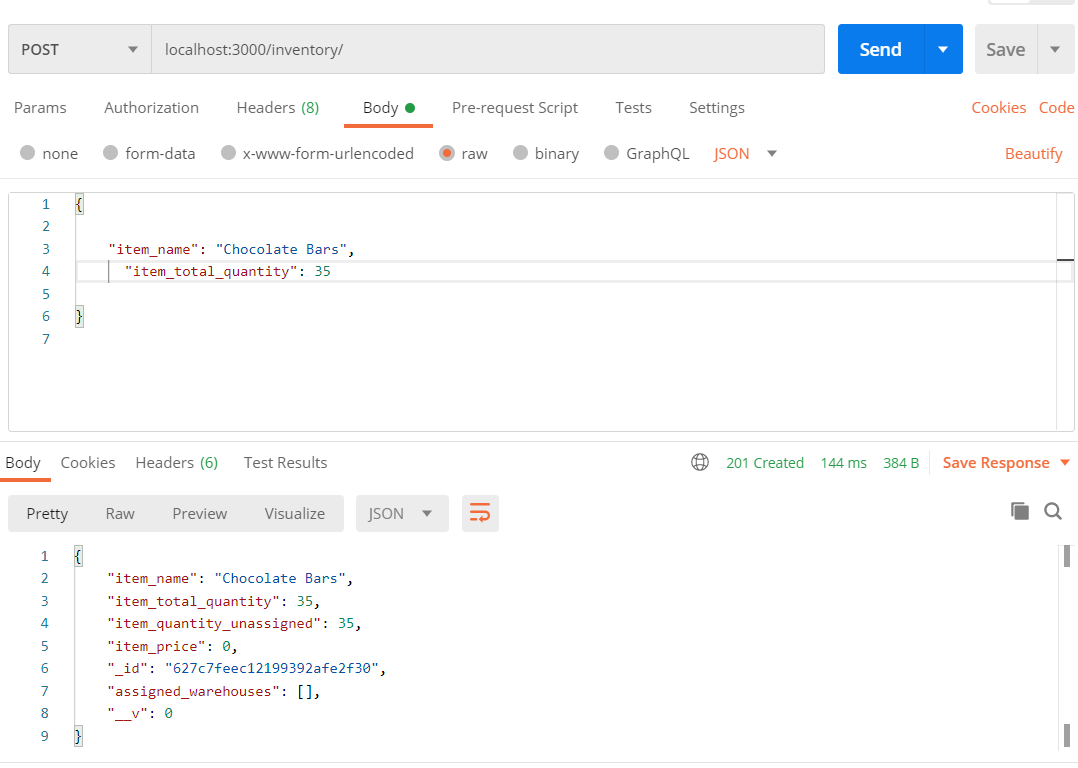 POST localhost:3000/inventory/ Send Save
Params Authorization Headers (8) Body Pre-request Script Tests Settings Cookies Code
none form-data x-www-form-urlencoded raw binary GraphQL JSON Beautify
1 {
2
3 "item_name": "Chocolate Bars",
4 "item_total_quantity": 35
5
6 }
7
Body Cookies Headers (6) Test Results 201 Created 144 ms 384 B Save Response
Pretty Raw Preview Visualize JSON
1 {
2 "item_name": "Chocolate Bars",
3 "item_total_quantity": 35,
4 "item_quantity_unassigned": 35,
5 "item_price": 0,
6 "_id": "627c7feec12199392afe2f30",
7 "assigned_warehouses": [],
8 "__v": 0
9 }